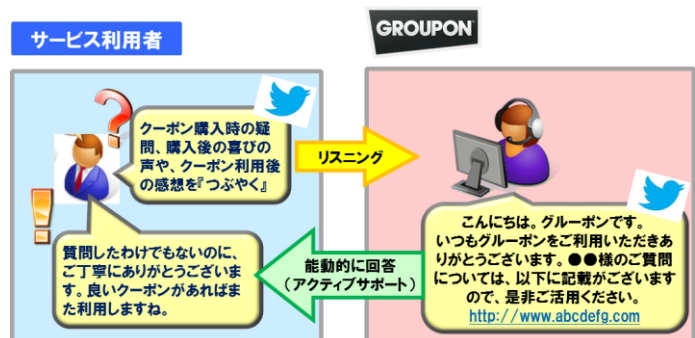 サービス利用者
GROUPON
クーポン購入時の疑
問、購入後の喜びの
声や、クーポン利用後
の感想を『つぶやく』
リスニング
質問したわけでもないのに、
ご丁寧にありがとうございま
す。良いクーポンがあればま
た利用しますね。
能動的に回答
（アクティブサポート）
こんにちは。グルーポンです。
いつもグルーポンをご利用いただきあ
りがとうございます。●●様のご質問
については、以下に記載がございます
ので、是非ご活用ください。
http://www.abcdefg.com